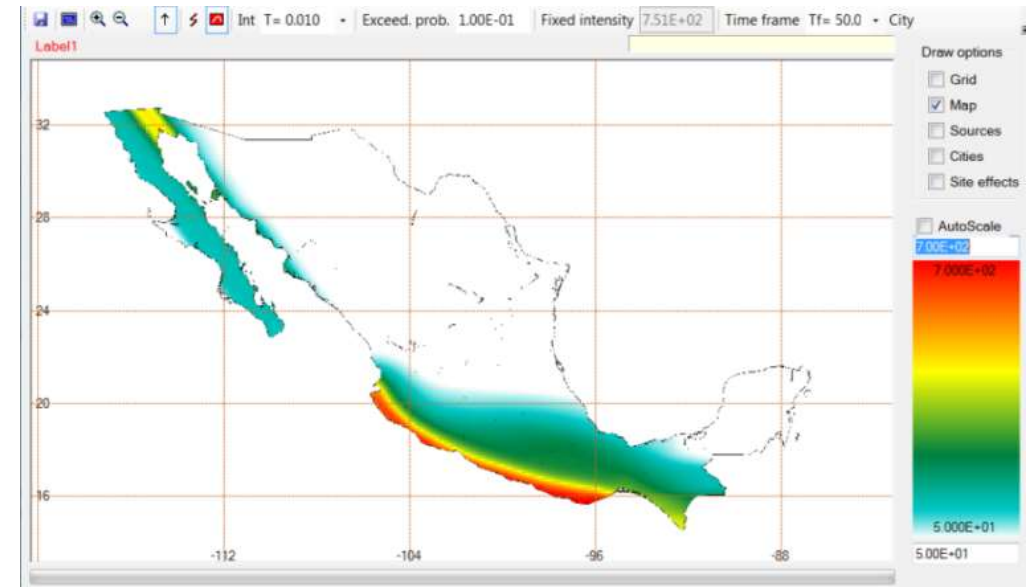 Int T= 0.010 Exceed. prob. 1.00E-01 Fixed intensity 7.51E+02 Time frame Tf= 50.0 City
Label1
Draw options
Grid
Map
Sources
Cities
Site effects
AutoScale
7.00E+02
7.000E+02
5.000E+01
5.00E+01
32
28
24
20
16
-112 -104 -96 -88